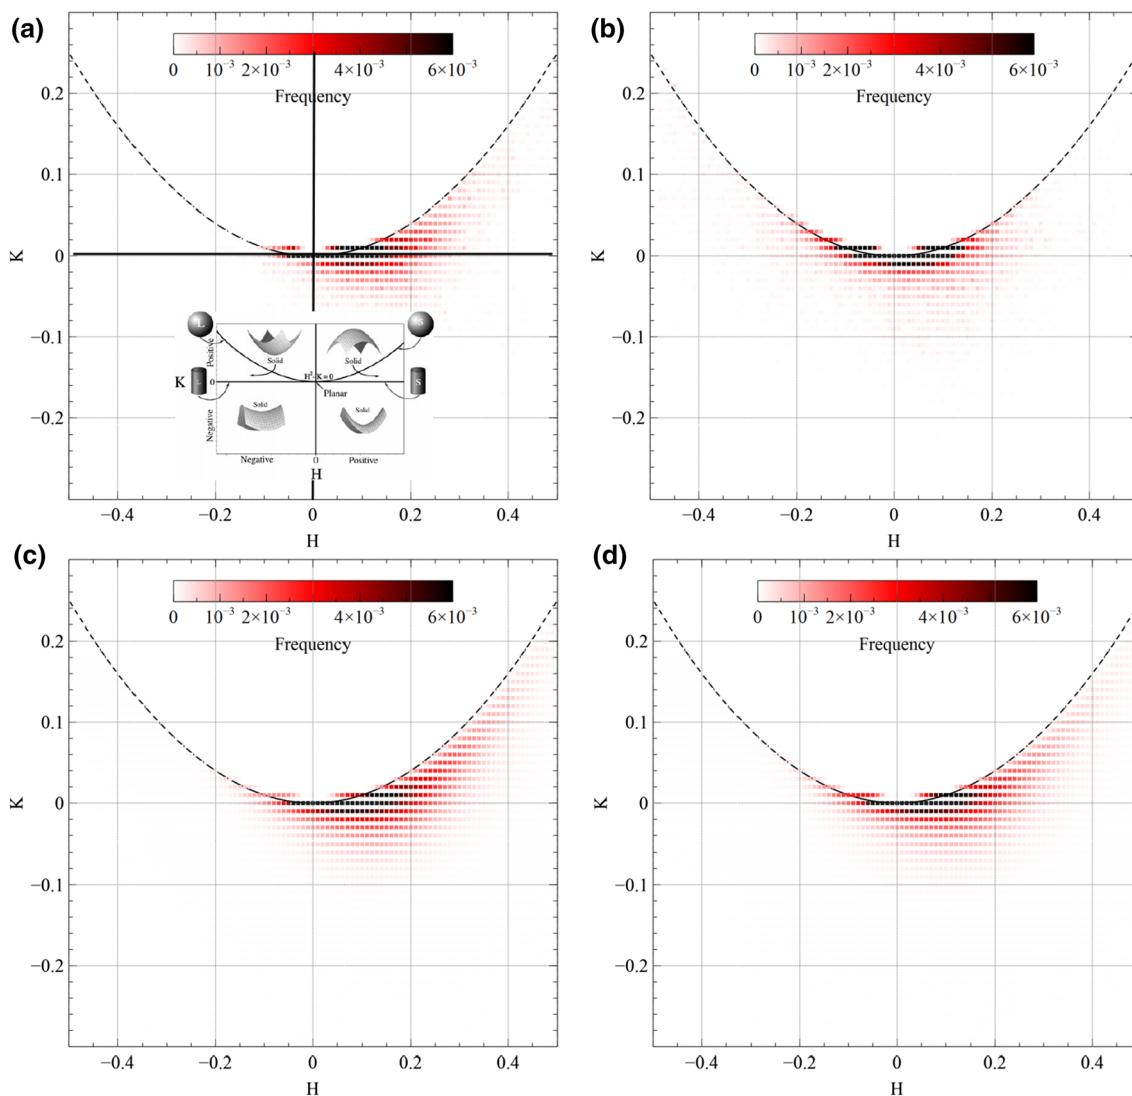 (a)
0 10⁻³ 2×10⁻³ 4×10⁻³ 6×10⁻³
Frequency
0.2
0.1
0
−0.1
−0.2
K
−0.4 −0.2 0 0.2 0.4
H
L
S
Positive
Solid
Solid
H²-K=0
K
0
L
S
Planar
Solid
Solid
Negative
Negative
0
Positive
H
(b)
0 10⁻³ 2×10⁻³ 4×10⁻³ 6×10⁻³
Frequency
0.2
0.1
0
−0.1
−0.2
K
−0.4 −0.2 0 0.2 0.4
H
(c)
0 10⁻³ 2×10⁻³ 4×10⁻³ 6×10⁻³
Frequency
0.2
0.1
0
−0.1
−0.2
K
−0.4 −0.2 0 0.2 0.4
H
(d)
0 10⁻³ 2×10⁻³ 4×10⁻³ 6×10⁻³
Frequency
0.2
0.1
0
−0.1
−0.2
K
−0.4 −0.2 0 0.2 0.4
H